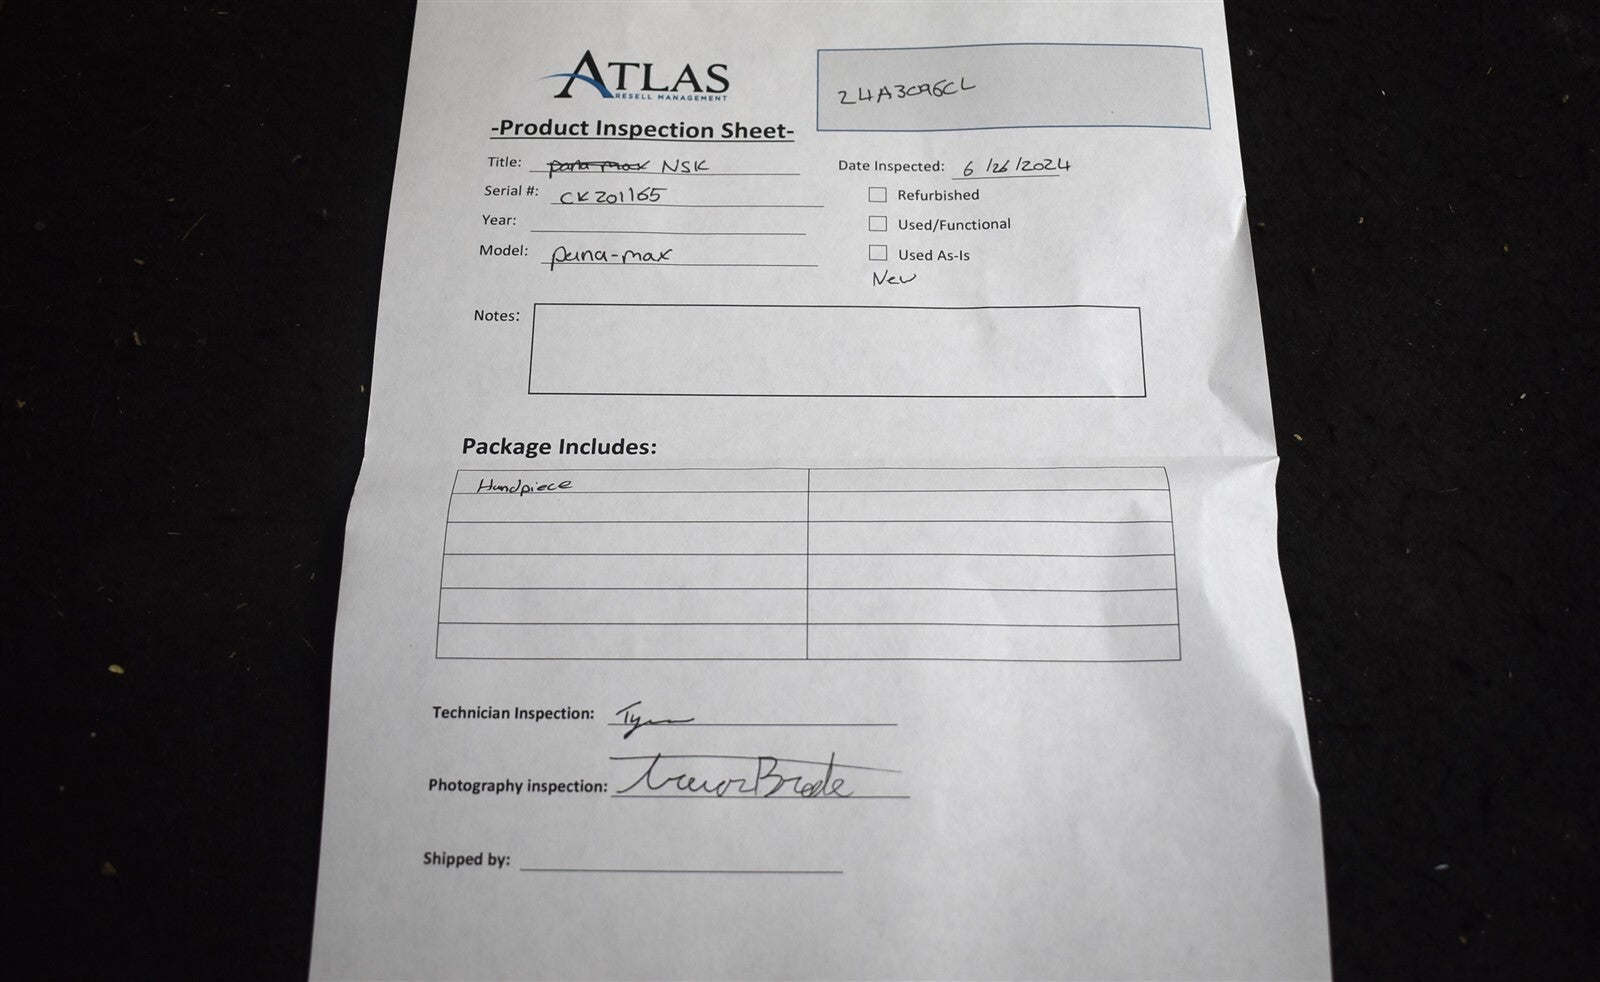 ATLAS
RESELL MANAGEMENT
24A3C96CL
-Product Inspection Sheet-
Title: pana max NSK
Date Inspected: 6/26/2024
Serial #: CKZ01165
Refurbished
Year:
Used/Functional
Model: pana-max
Used As-Is
New
Notes:
Package Includes:
Handpiece
Technician Inspection:
Photography inspection: Trevor
Shipped by: